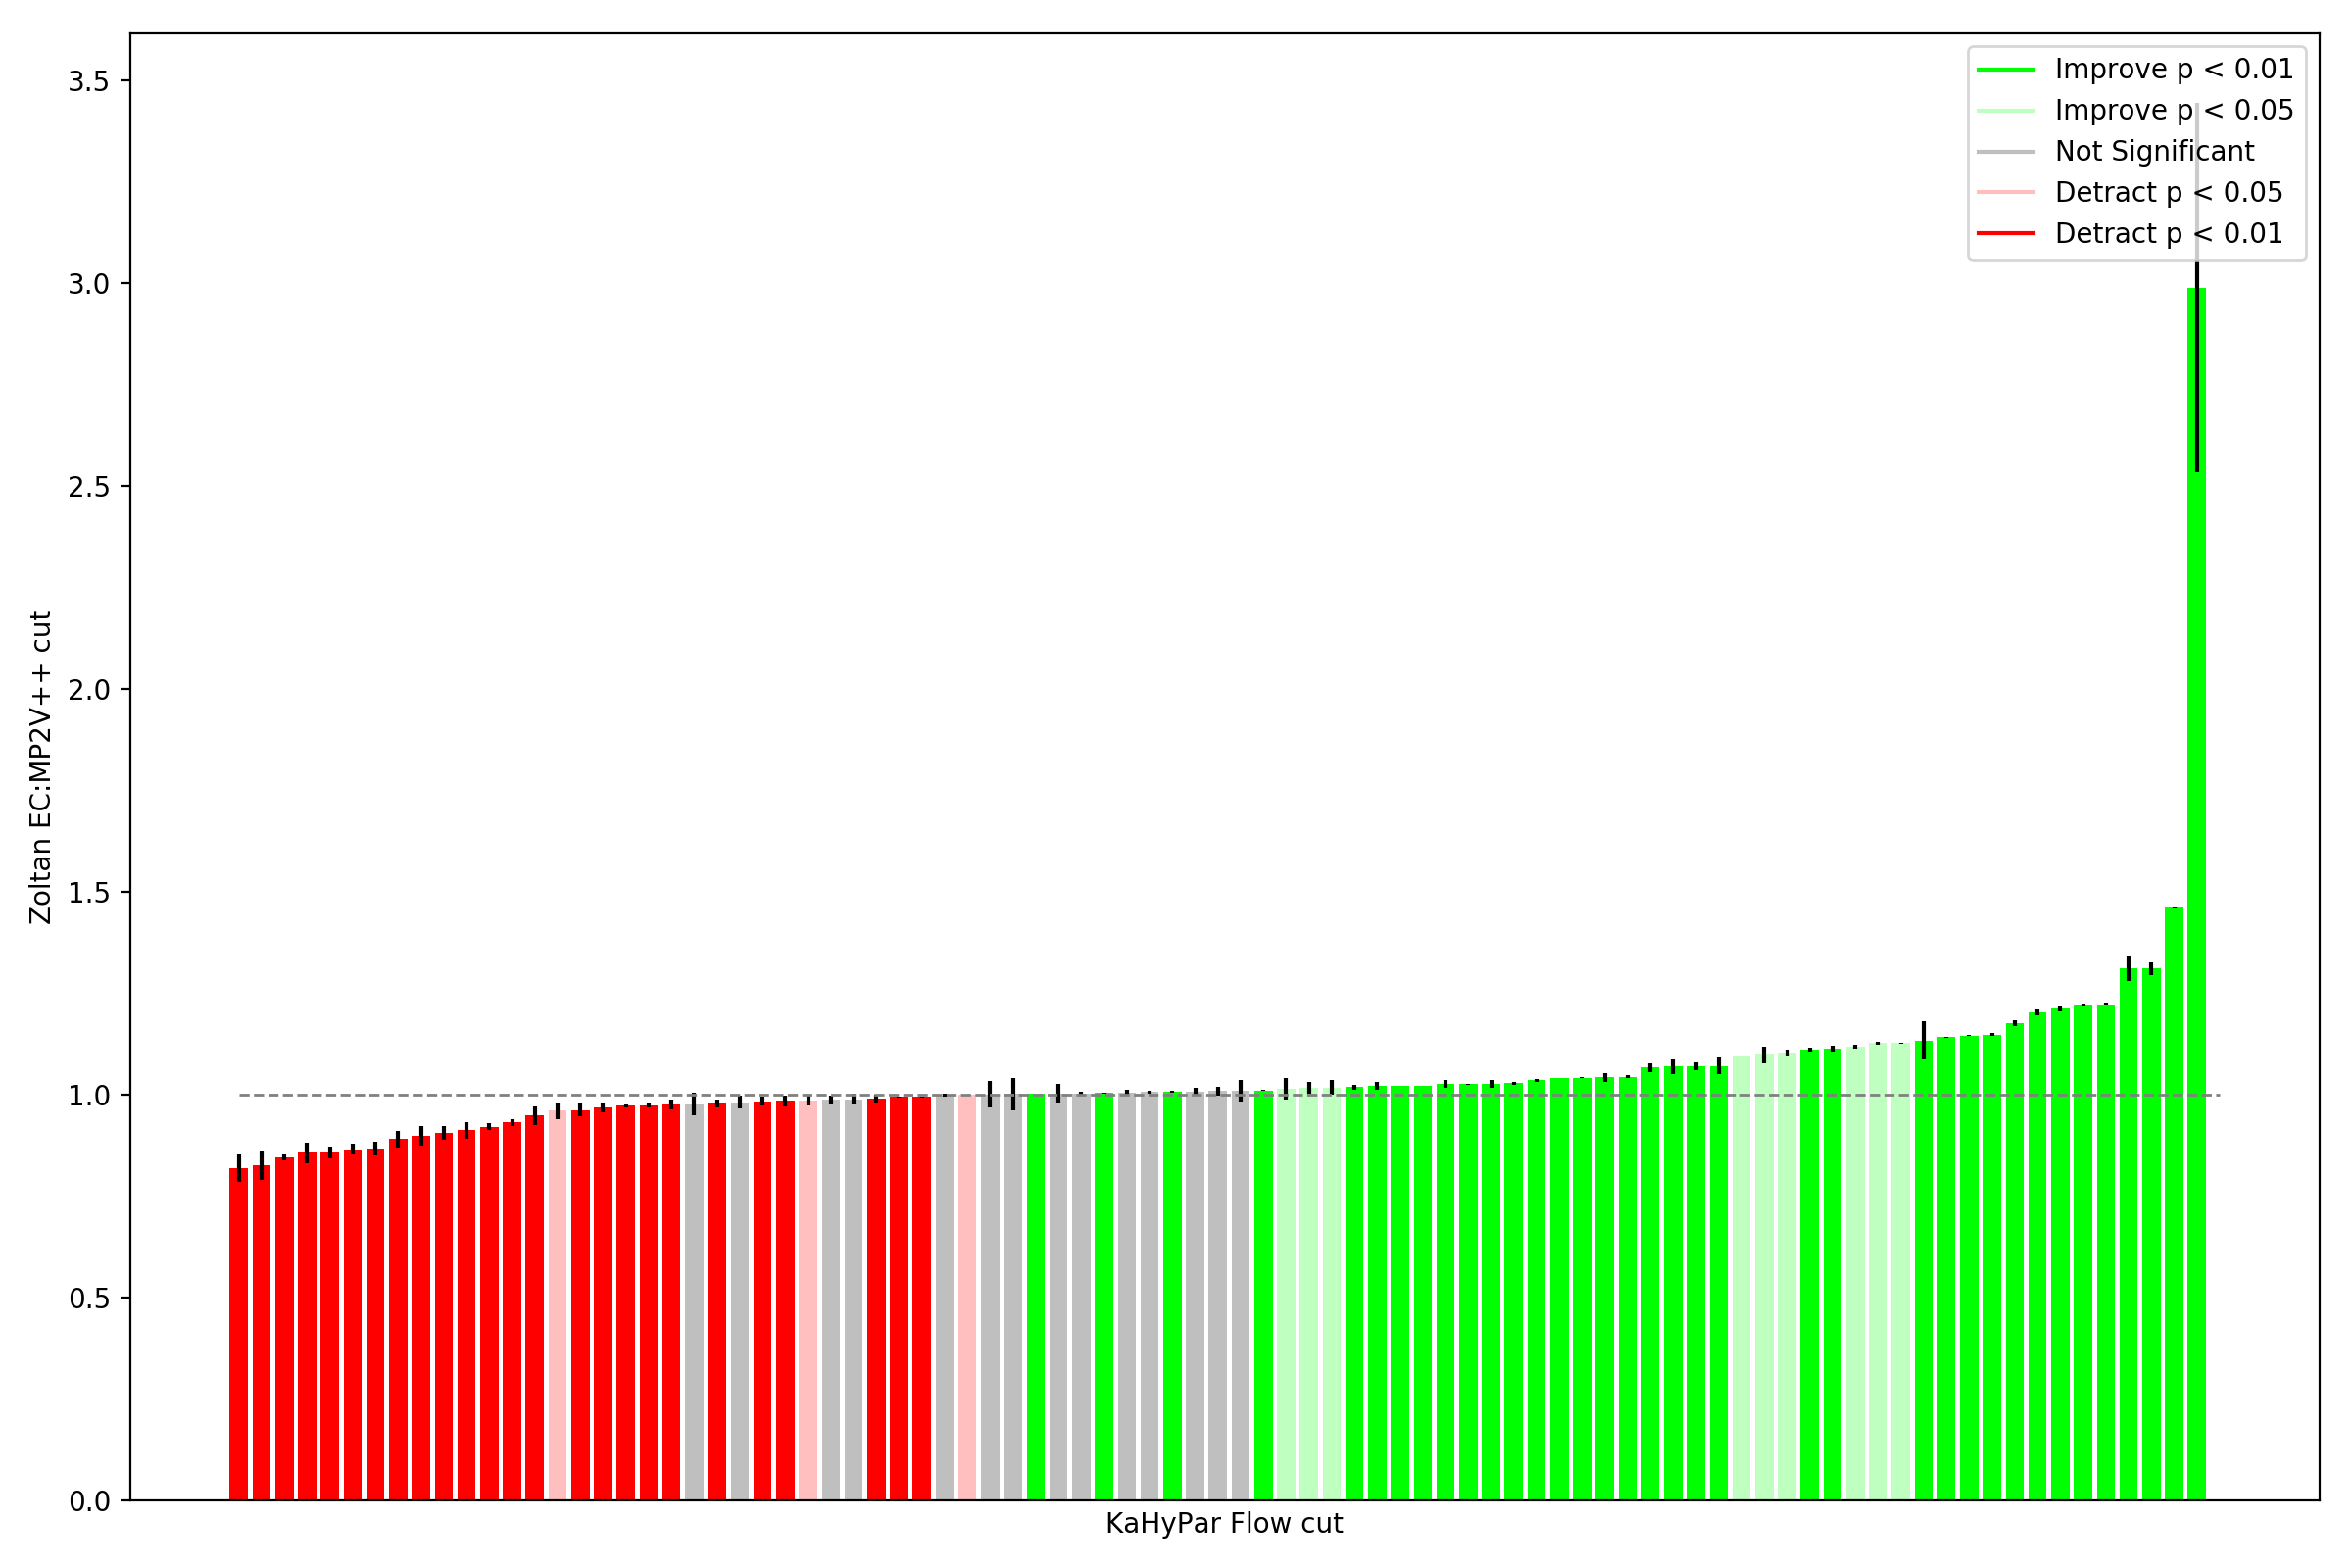 3.5
3.0
2.5
2.0
1.5
1.0
0.5
0.0
Zoltan EC:MP2V++ cut
KaHyPar Flow cut
Improve p < 0.01
Improve p < 0.05
Not Significant
Detract p < 0.05
Detract p < 0.01